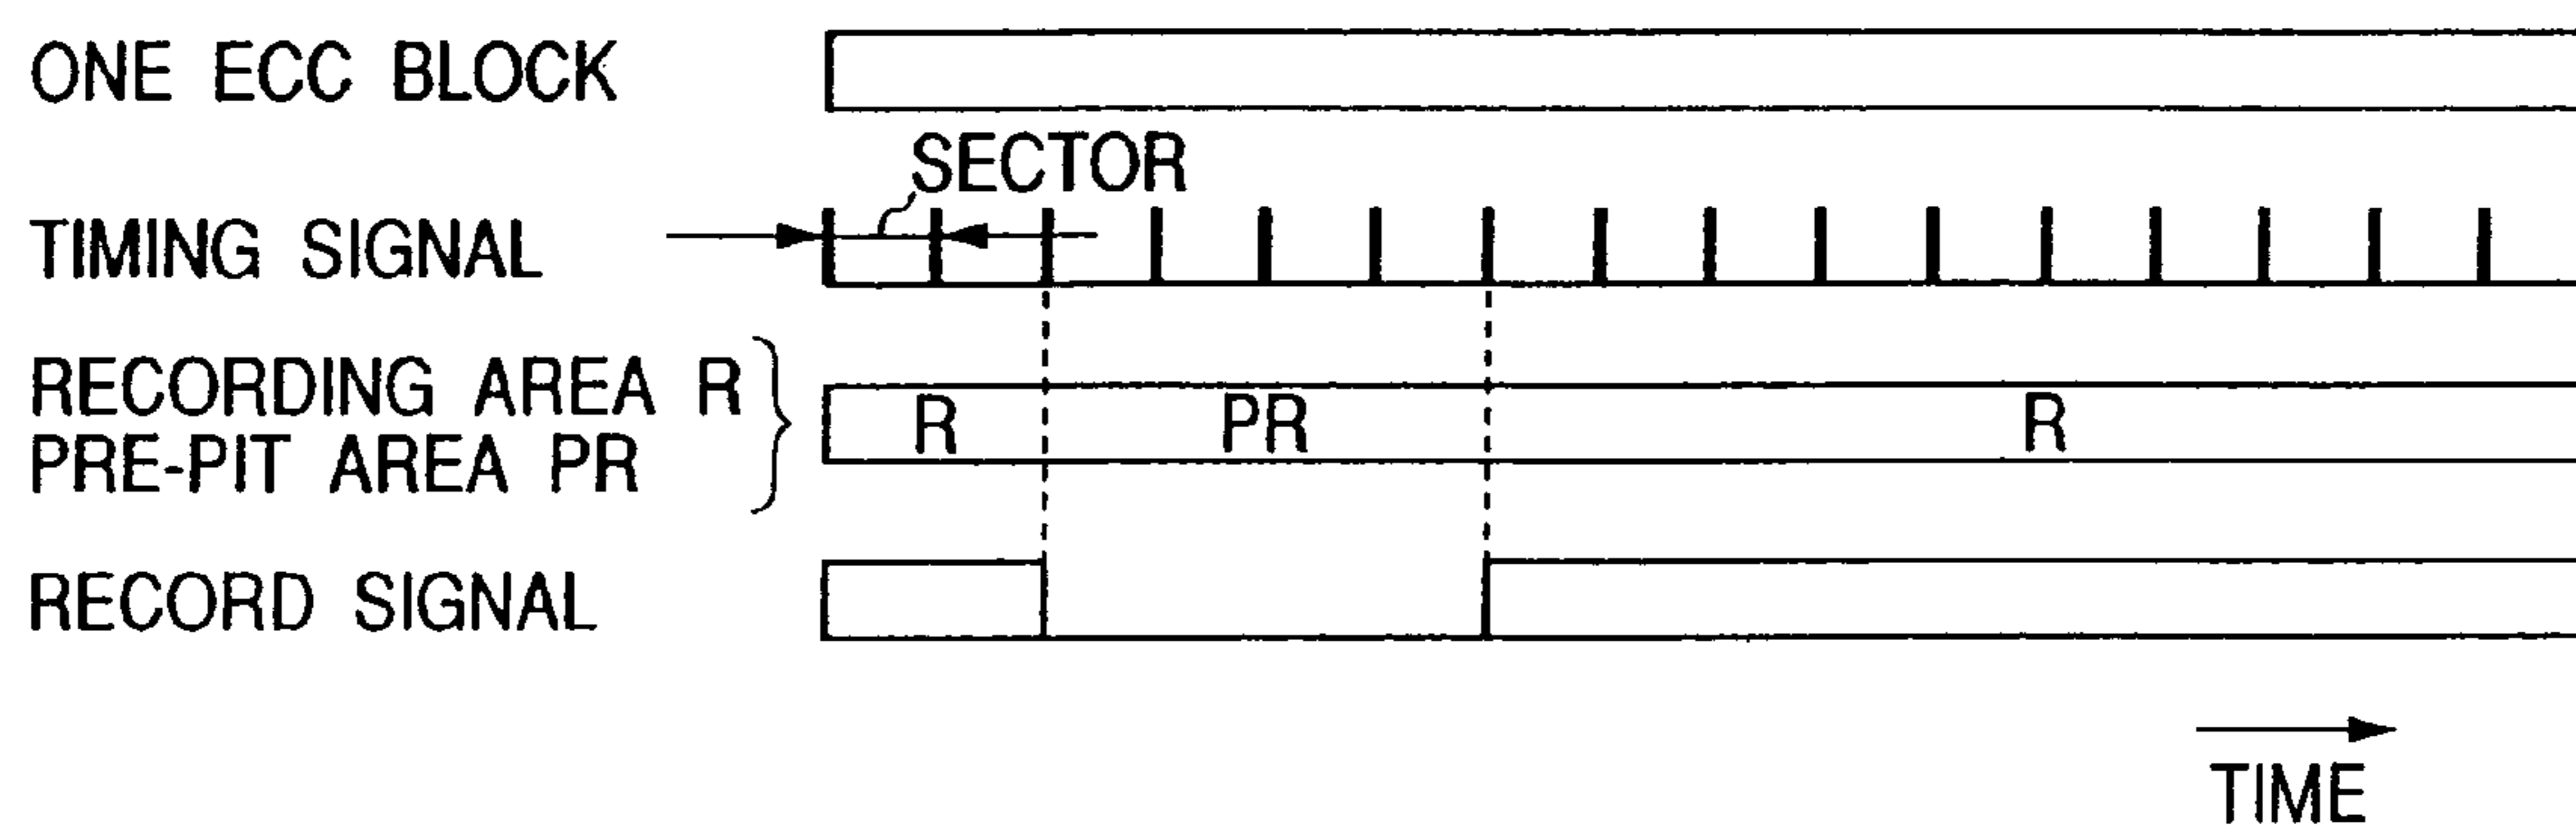 ONE ECC BLOCK
SECTOR
TIMING SIGNAL
RECORDING AREA R
PRE-PIT AREA PR
R PR R
RECORD SIGNAL
TIME